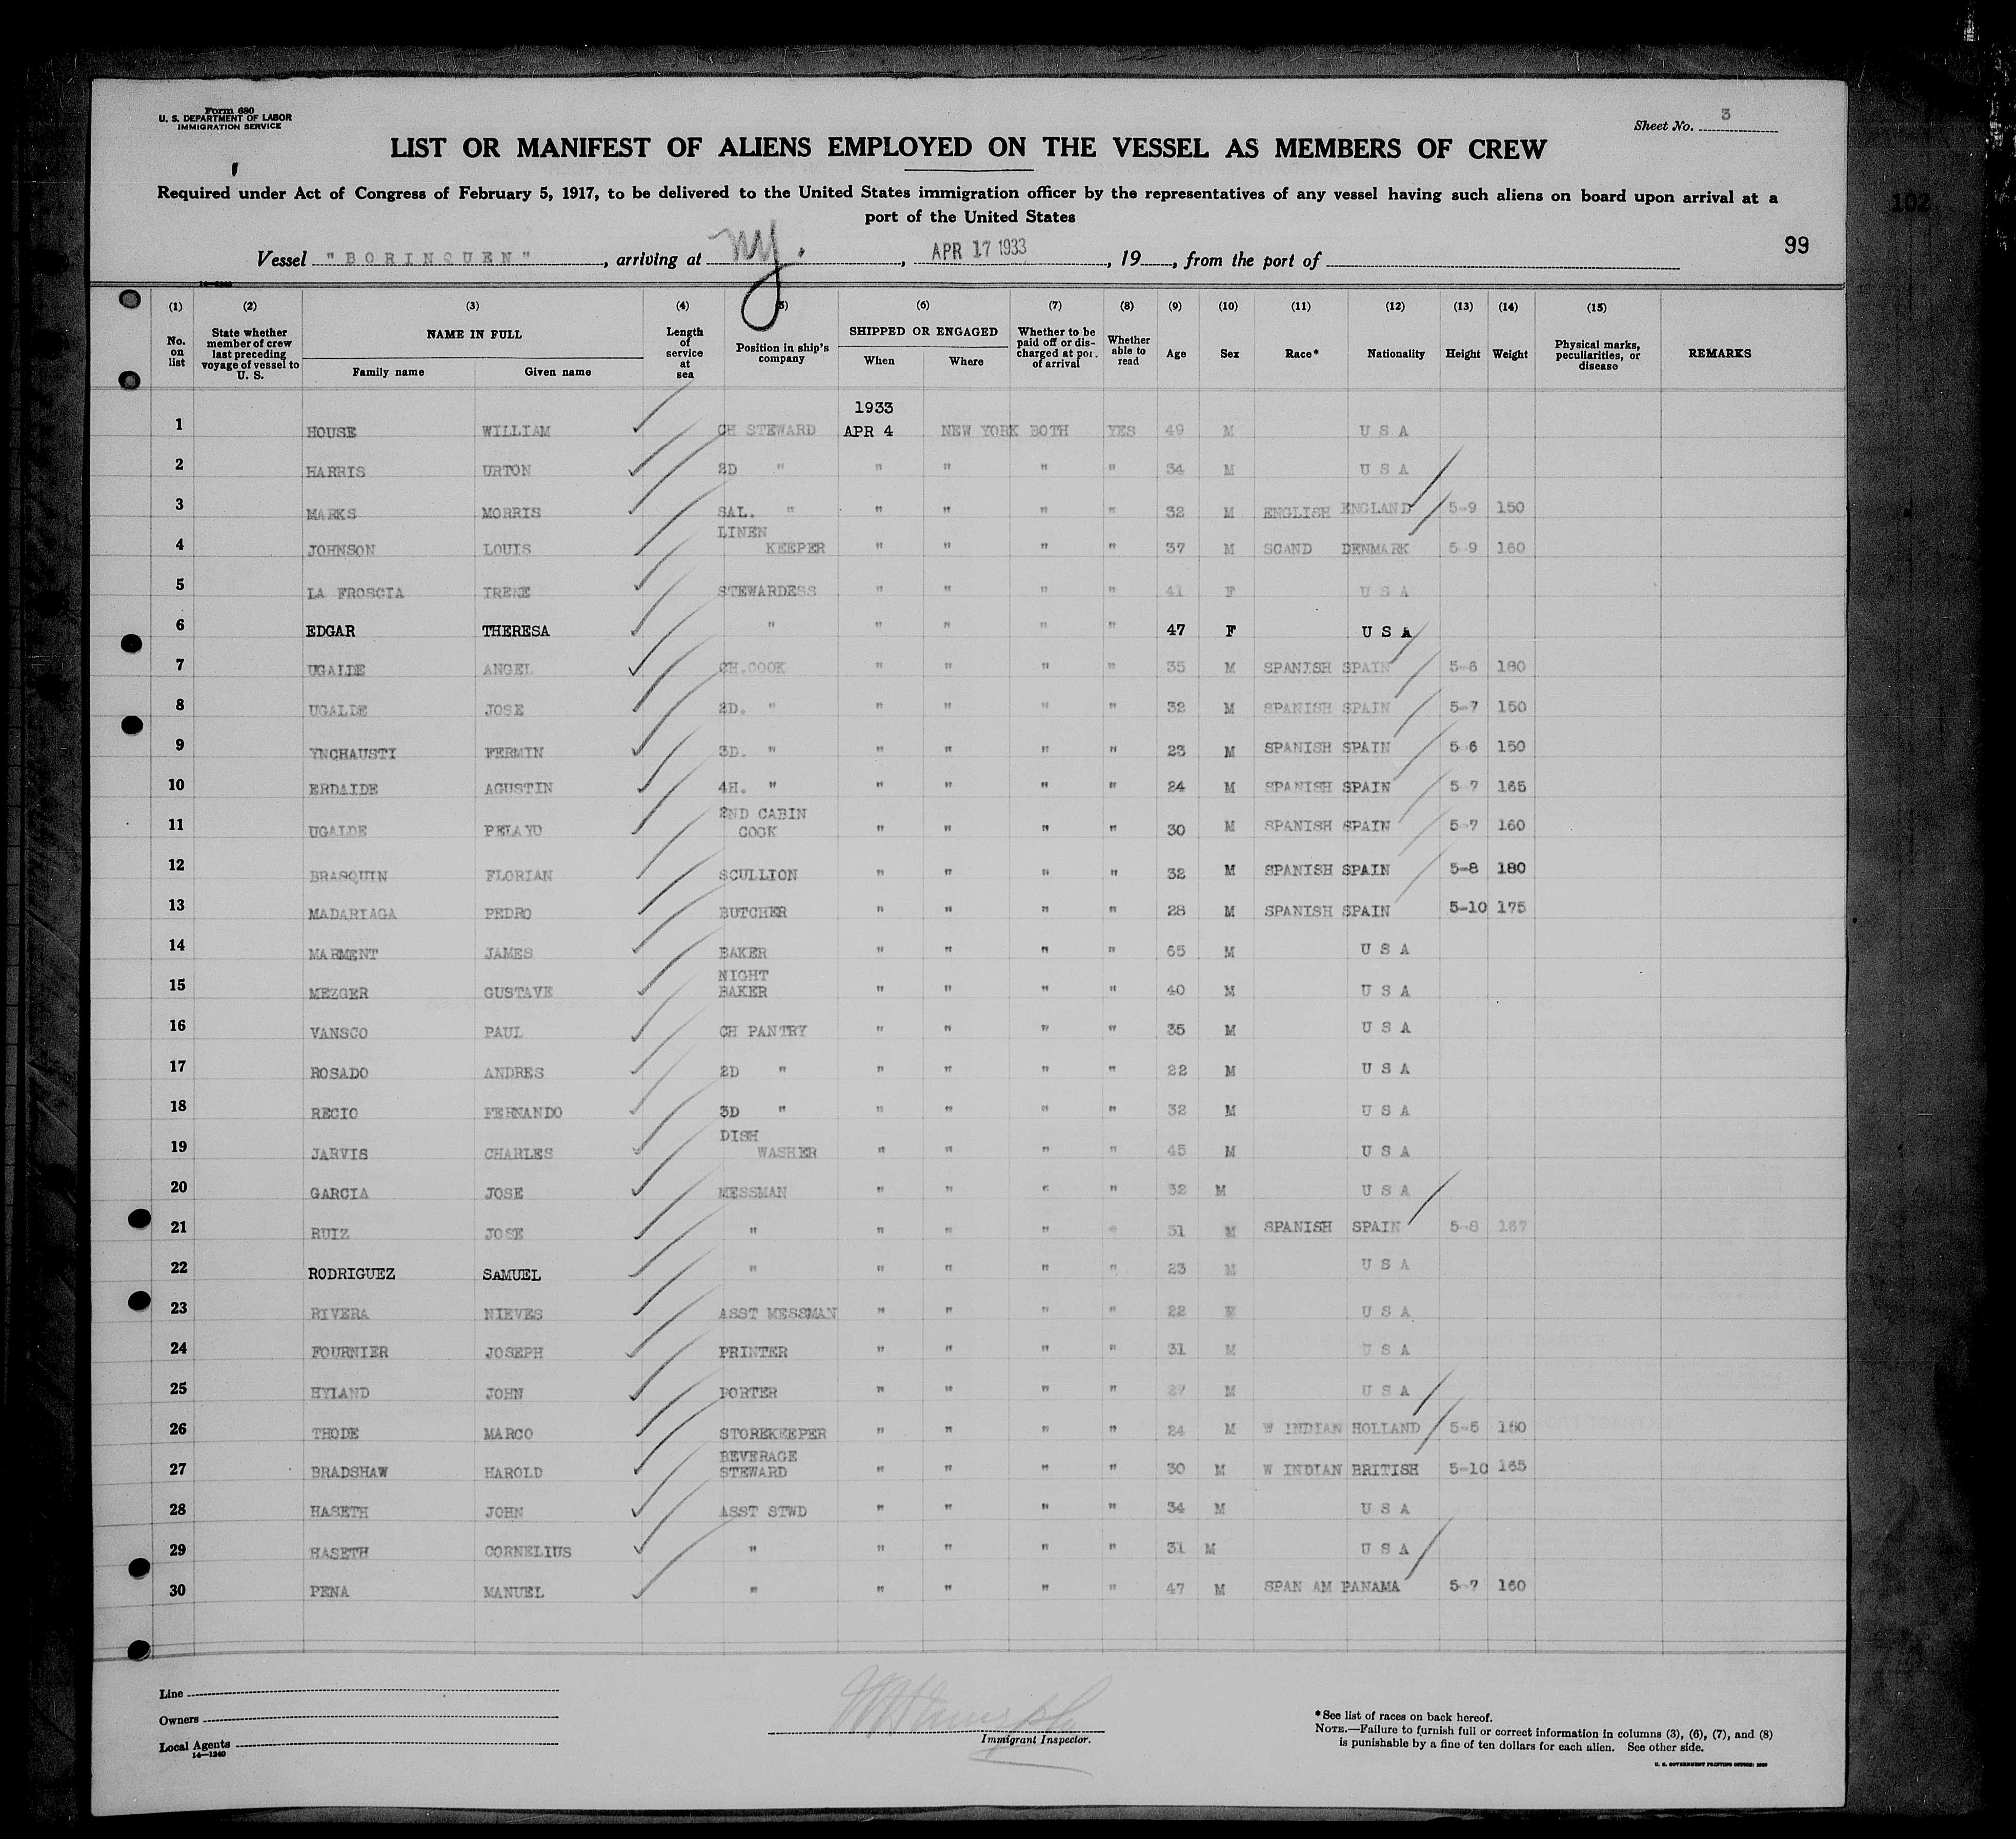 Form 680
U. S. DEPARTMENT OF LABOR
IMMIGRATION SERVICE
Sheet No. 3
LIST OR MANIFEST OF ALIENS EMPLOYED ON THE VESSEL AS MEMBERS OF CREW
Required under Act of Congress of February 5, 1917, to be delivered to the United States immigration officer by the representatives of any vessel having such aliens on board upon arrival at a
port of the United States
102
99
Vessel "BORINQUEN", arriving at NY., APR 17 1933, 19, from the port of
14—1240
(1) (2) (3) (4) (5) (6) (7) (8) (9) (10) (11) (12) (13) (14) (15)
No. on list State whether member of crew last preceding voyage of vessel to U. S. NAME IN FULL Family name Given name Length of service at sea Position in ship's company SHIPPED OR ENGAGED When Where Whether to be paid off or discharged at port of arrival Whether able to read Age Sex Race* Nationality Height Weight Physical marks, peculiarities, or disease REMARKS
1933
1 HOUSE WILLIAM CH STEWARD APR 4 NEW YORK BOTH YES 49 M U S A
2 HARRIS URTON 2D " " " " " 34 M U S A
3 MARKS MORRIS SAL. " " " " " 32 M ENGLISH ENGLAND 5-9 150
4 JOHNSON LOUIS LINEN KEEPER " " " " 37 M SCAND DENMARK 5-9 160
5 LA FROSCIA IRENE STEWARDESS " " " " 41 F U S A
6 EDGAR THERESA " " " " " 47 F U S A
7 UGALDE ANGEL CH.COOK " " " " 35 M SPANISH SPAIN 5-6 180
8 UGALDE JOSE 2D. " " " " " 32 M SPANISH SPAIN 5-7 150
9 YNCHAUSTI FERMIN 3D. " " " " " 23 M SPANISH SPAIN 5-6 150
10 ERDAIDE AGUSTIN 4H. " " " " " 24 M SPANISH SPAIN 5-7 165
11 UGALDE PELAYO 2ND CABIN COOK " " " " 30 M SPANISH SPAIN 5-7 160
12 BRASQUIN FLORIAN SCULLION " " " " 32 M SPANISH SPAIN 5-8 180
13 MADARIAGA PEDRO BUTCHER " " " " 28 M SPANISH SPAIN 5-10 175
14 MARMENT JAMES BAKER " " " " 65 M U S A
15 MEZGER GUSTAVE NIGHT BAKER " " " " 40 M U S A
16 VANSCO PAUL CH PANTRY " " " " 35 M U S A
17 ROSADO ANDRES 2D " " " " " 22 M U S A
18 RECIO FERNANDO 3D " " " " " 32 M U S A
19 JARVIS CHARLES DISH WASHER " " " " 45 M U S A
20 GARCIA JOSE MESSMAN " " " " 32 M U S A
21 RUIZ JOSE " " " " " 31 M SPANISH SPAIN 5-8 167
22 RODRIGUEZ SAMUEL " " " " " 23 M U S A
23 RIVERA NIEVES ASST MESSMAN " " " " 22 M U S A
24 FOURNIER JOSEPH PRINTER " " " " 31 M U S A
25 HYLAND JOHN PORTER " " " " 27 M U S A
26 THODE MARCO STOREKEEPER " " " " 24 M W INDIAN HOLLAND 5-5 150
27 BRADSHAW HAROLD BEVERAGE STEWARD " " " " 30 M W INDIAN BRITISH 5-10 165
28 HASETH JOHN ASST STWD " " " " 34 M U S A
29 HASETH CORNELIUS " " " " " 31 M U S A
30 PENA MANUEL " " " " " 47 M SPAN AM PANAMA 5-7 160
Line
Owners
Local Agents
14—1240
Immigrant Inspector.
*See list of races on back hereof.
NOTE.—Failure to furnish full or correct information in columns (3), (6), (7), and (8)
is punishable by a fine of ten dollars for each alien. See other side.